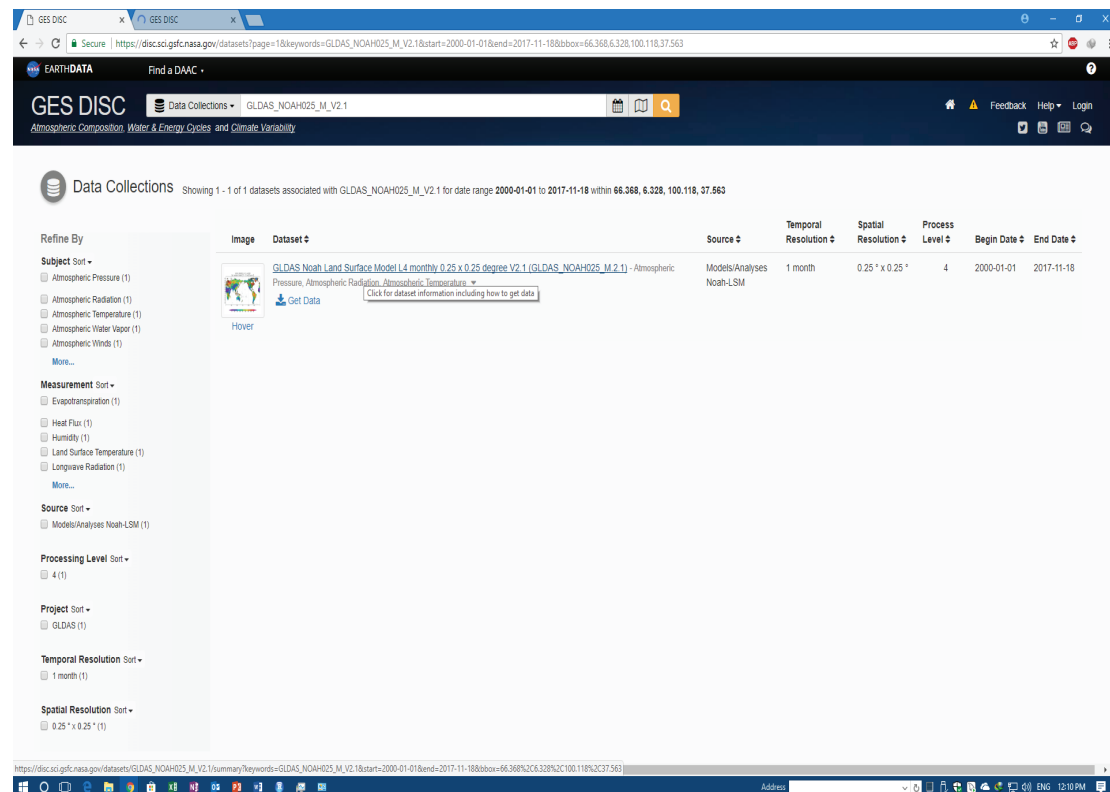 GES DISC x GES DISC x
Secure | https://disc.sci.gsfc.nasa.gov/datasets?page=1&keywords=GLDAS_NOAH025_M_V2.1&start=2000-01-01&end=2017-11-18&bbox=66.368,6.328,100.118,37.563
EARTHDATA Find a DAAC
GES DISC Data Collections GLDAS_NOAH025_M_V2.1 Feedback Help Login
Atmospheric Composition, Water & Energy Cycles and Climate Variability
Data Collections Showing 1 - 1 of 1 datasets associated with GLDAS_NOAH025_M_V2.1 for date range 2000-01-01 to 2017-11-18 within 66.368, 6.328, 100.118, 37.563
Refine By
Image Dataset Source Temporal Resolution Spatial Resolution Process Level Begin Date End Date
GLDAS Noah Land Surface Model L4 monthly 0.25 x 0.25 degree V2.1 (GLDAS_NOAH025_M.2.1) - Atmospheric
Pressure, Atmospheric Radiation, Atmospheric Temperature
Click for dataset information including how to get data
Get Data
Hover
Models/Analyses
Noah-LSM
1 month
0.25 ° x 0.25 °
4
2000-01-01
2017-11-18
Subject Sort
Atmospheric Pressure (1)
Atmospheric Radiation (1)
Atmospheric Temperature (1)
Atmospheric Water Vapor (1)
Atmospheric Winds (1)
More...
Measurement Sort
Evapotranspiration (1)
Heat Flux (1)
Humidity (1)
Land Surface Temperature (1)
Longwave Radiation (1)
More...
Source Sort
Models/Analyses Noah-LSM (1)
Processing Level Sort
4 (1)
Project Sort
GLDAS (1)
Temporal Resolution Sort
1 month (1)
Spatial Resolution Sort
0.25 ° x 0.25 ° (1)
https://disc.sci.gsfc.nasa.gov/datasets/GLDAS_NOAH025_M_V2.1/summary?keywords=GLDAS_NOAH025_M_V2.1&start=2000-01-01&end=2017-11-18&bbox=66.368%2C6.328%2C100.118%2C37.563
Address ENG 12:10 PM